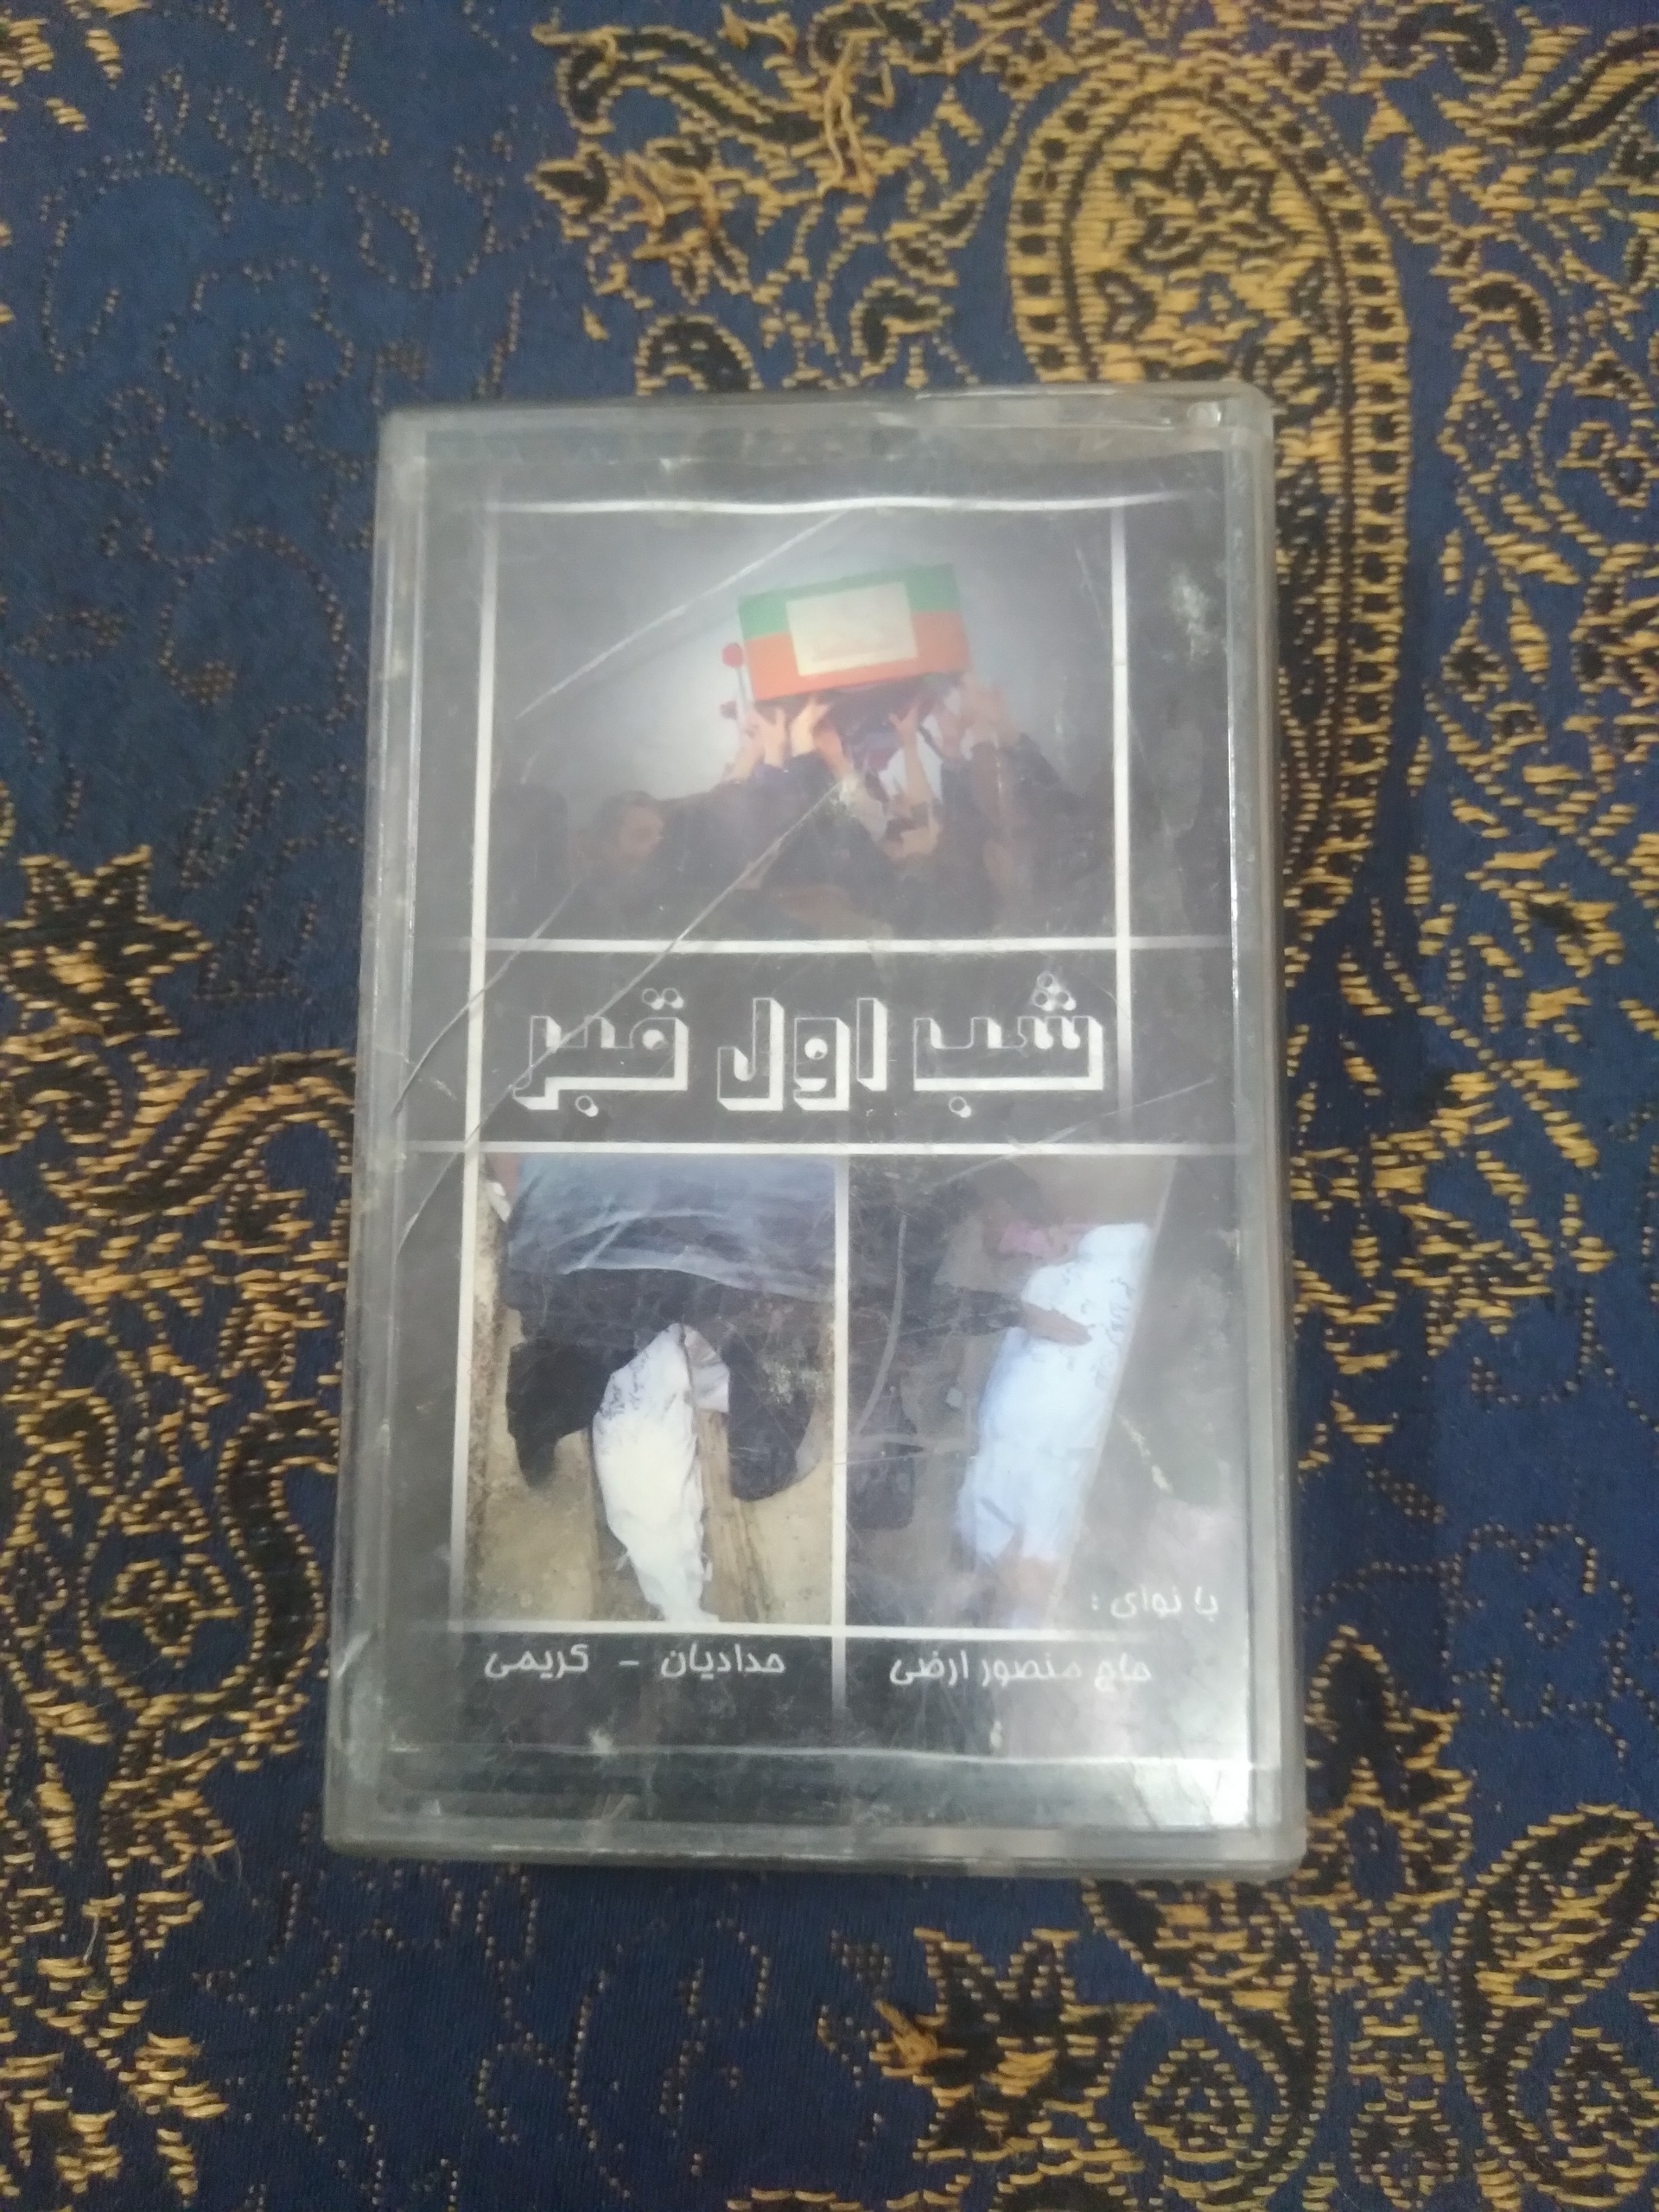 شب اول قبر
با نوای :
حاج منصور ارضی
حدادیان - کریمی